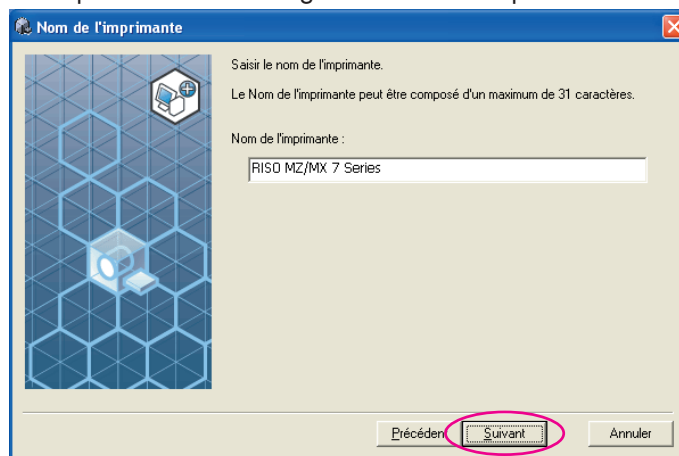 Nom de l'imprimante
Saisir le nom de l'imprimante.
Le Nom de l'imprimante peut être composé d'un maximum de 31 caractères.
Nom de l'imprimante :
RISO MZ/MX 7 Series
Précéden Suivant Annuler